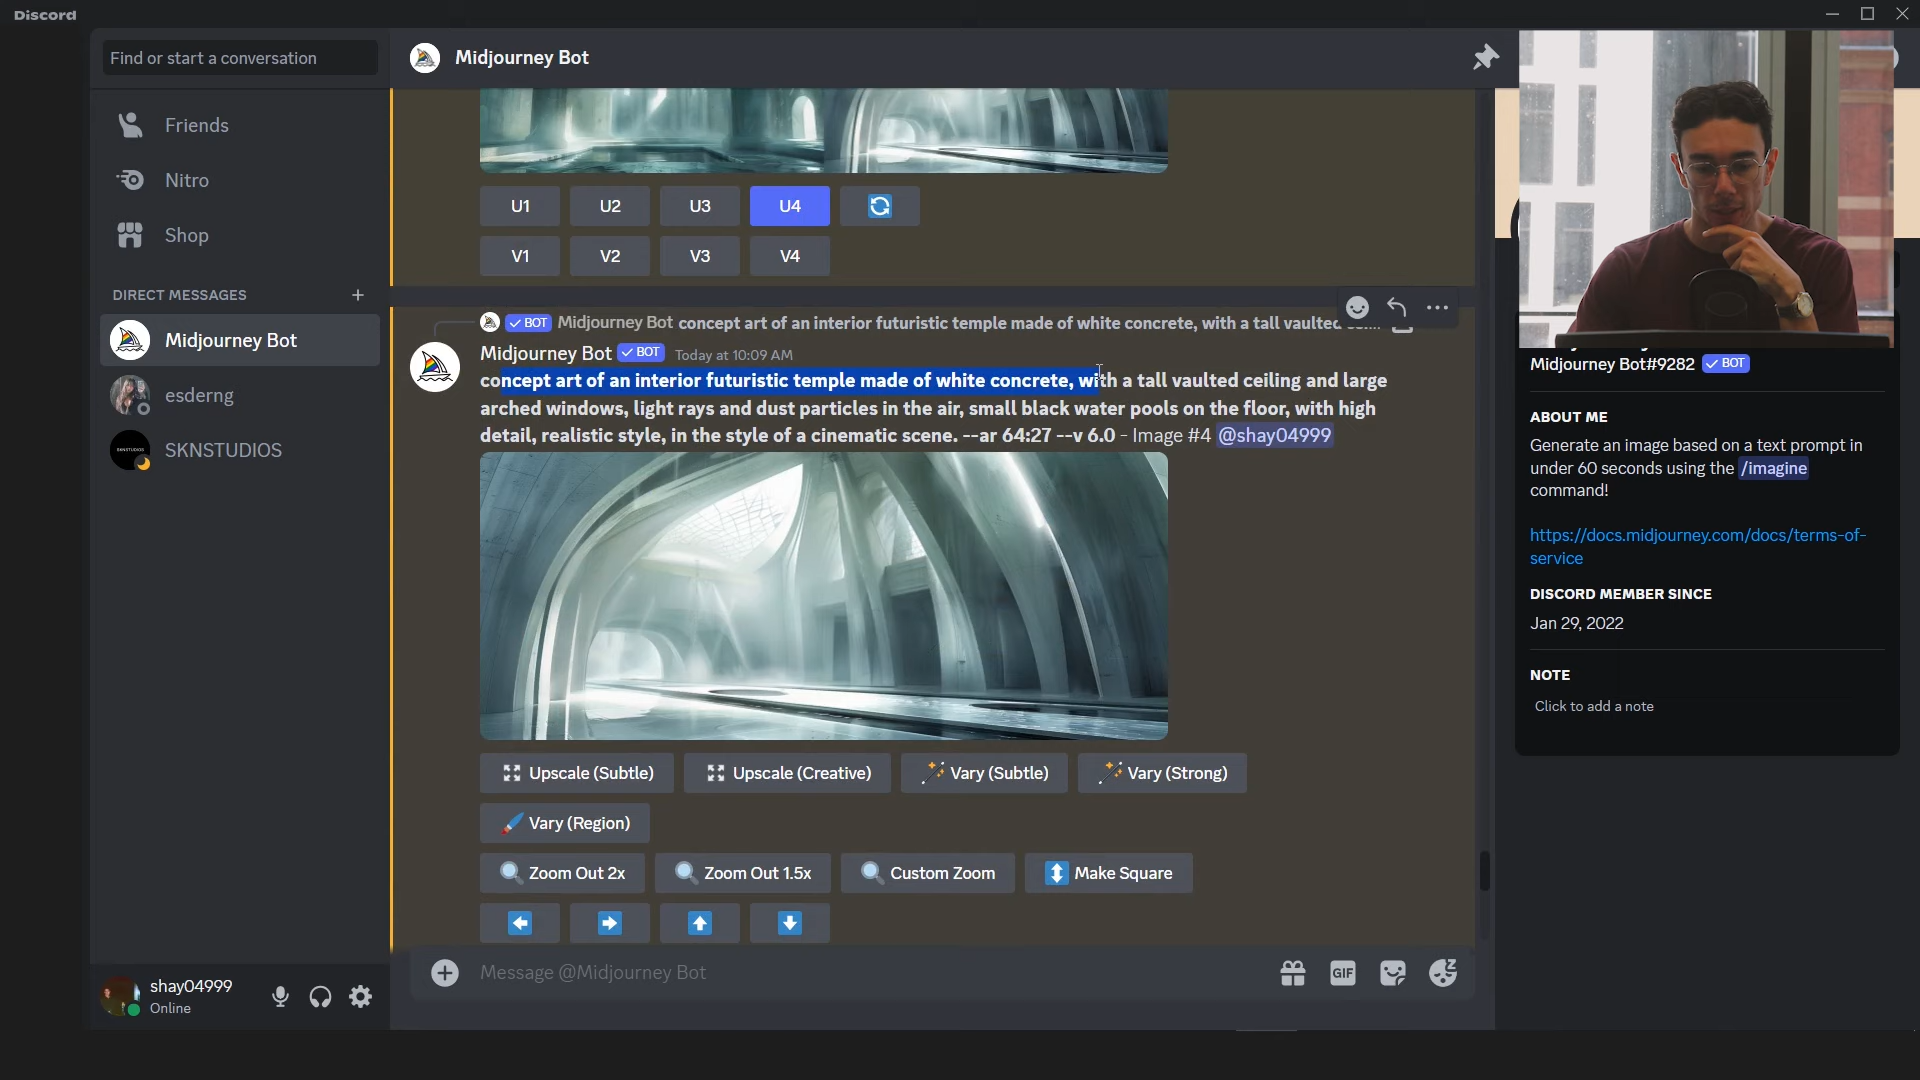 Discord
Find or start a conversation
Midjourney Bot
Friends
Nitro
Shop
DIRECT MESSAGES
Midjourney Bot
esderng
SKNSTUDIOS
SKNSTUDIOS
shay04999
Online
U1 U2 U3 U4
V1 V2 V3 V4
BOT Midjourney Bot concept art of an interior futuristic temple made of white concrete, with a tall vaulted
Midjourney Bot BOT Today at 10:09 AM
concept art of an interior futuristic temple made of white concrete, with a tall vaulted ceiling and large
arched windows, light rays and dust particles in the air, small black water pools on the floor, with high
detail, realistic style, in the style of a cinematic scene. --ar 64:27 --v 6.0 - Image #4 @shay04999
Upscale (Subtle) Upscale (Creative) Vary (Subtle) Vary (Strong)
Vary (Region)
Zoom Out 2x Zoom Out 1.5x Custom Zoom Make Square
Message @Midjourney Bot
GIF
Midjourney Bot#9282 BOT
ABOUT ME
Generate an image based on a text prompt in
under 60 seconds using the /imagine
command!
https://docs.midjourney.com/docs/terms-of-
service
DISCORD MEMBER SINCE
Jan 29, 2022
NOTE
Click to add a note